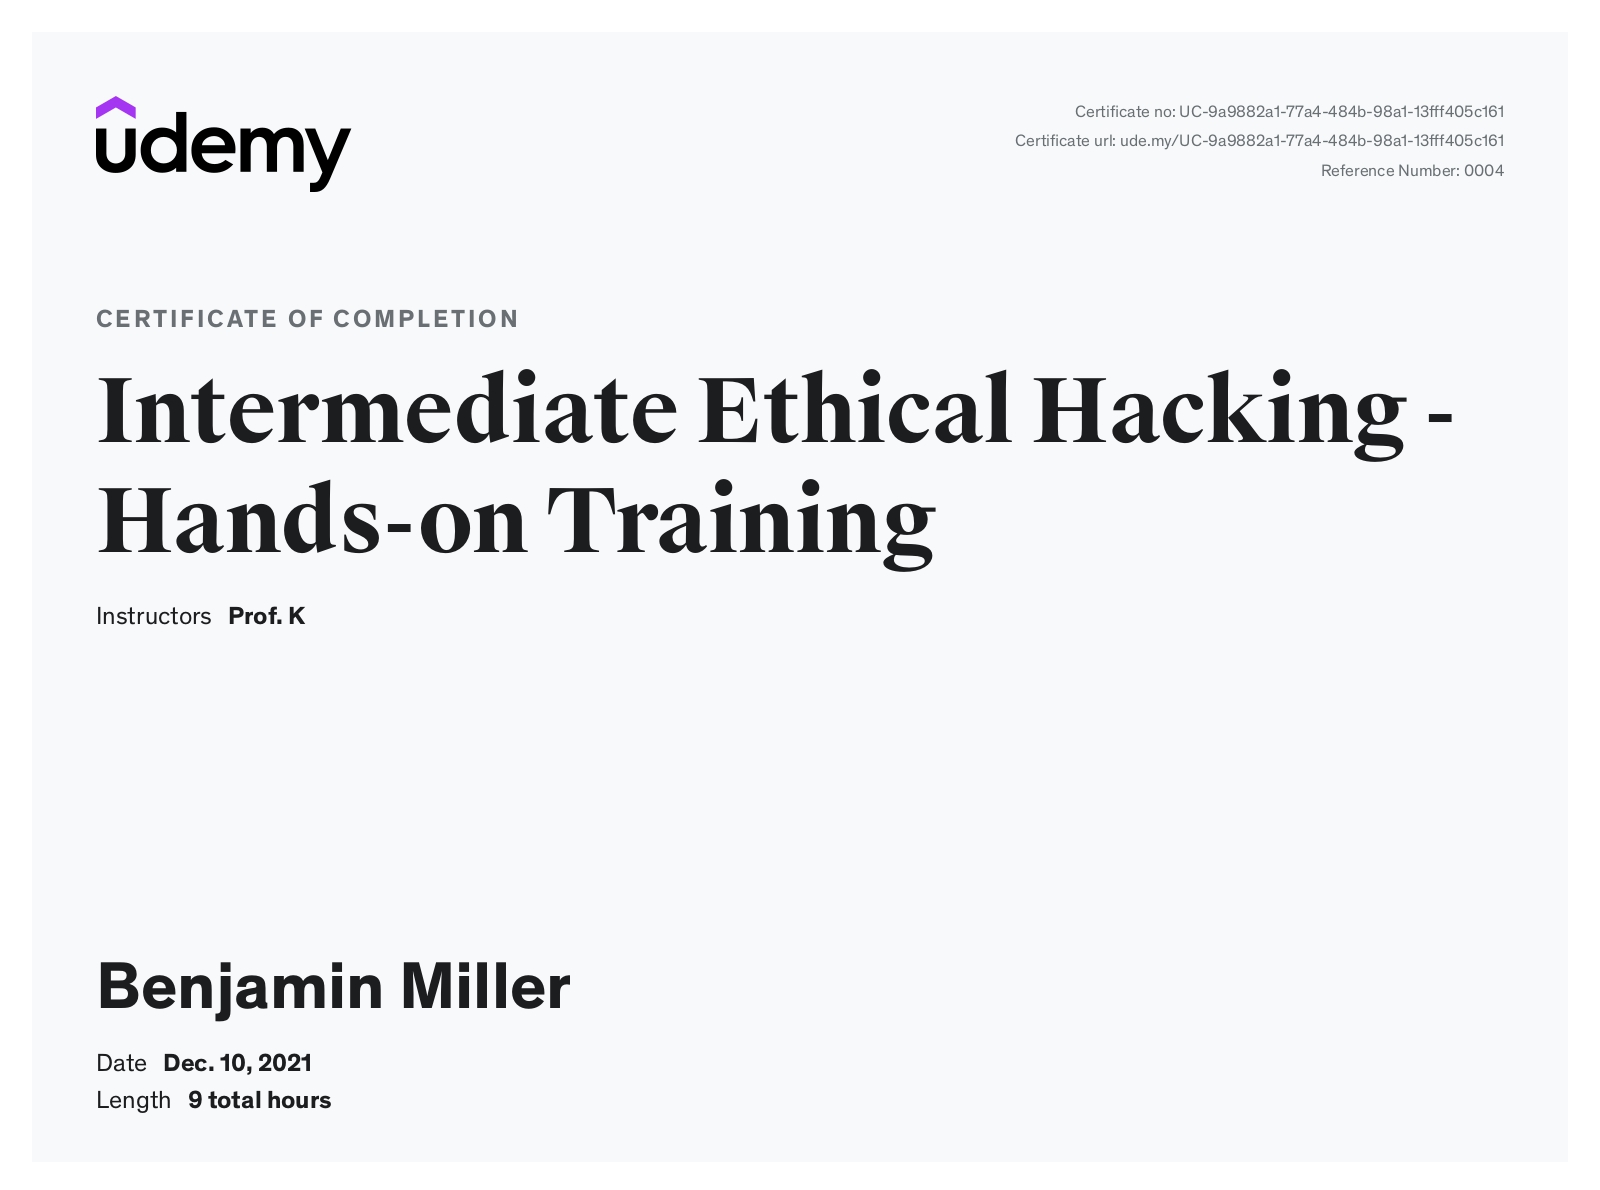 udemy
Certificate no: UC-9a9882a1-77a4-484b-98a1-13fff405c161
Certificate url: ude.my/UC-9a9882a1-77a4-484b-98a1-13fff405c161
Reference Number: 0004
CERTIFICATE OF COMPLETION
Intermediate Ethical Hacking -
Hands-on Training
Instructors Prof. K
Benjamin Miller
Date Dec. 10, 2021
Length 9 total hours